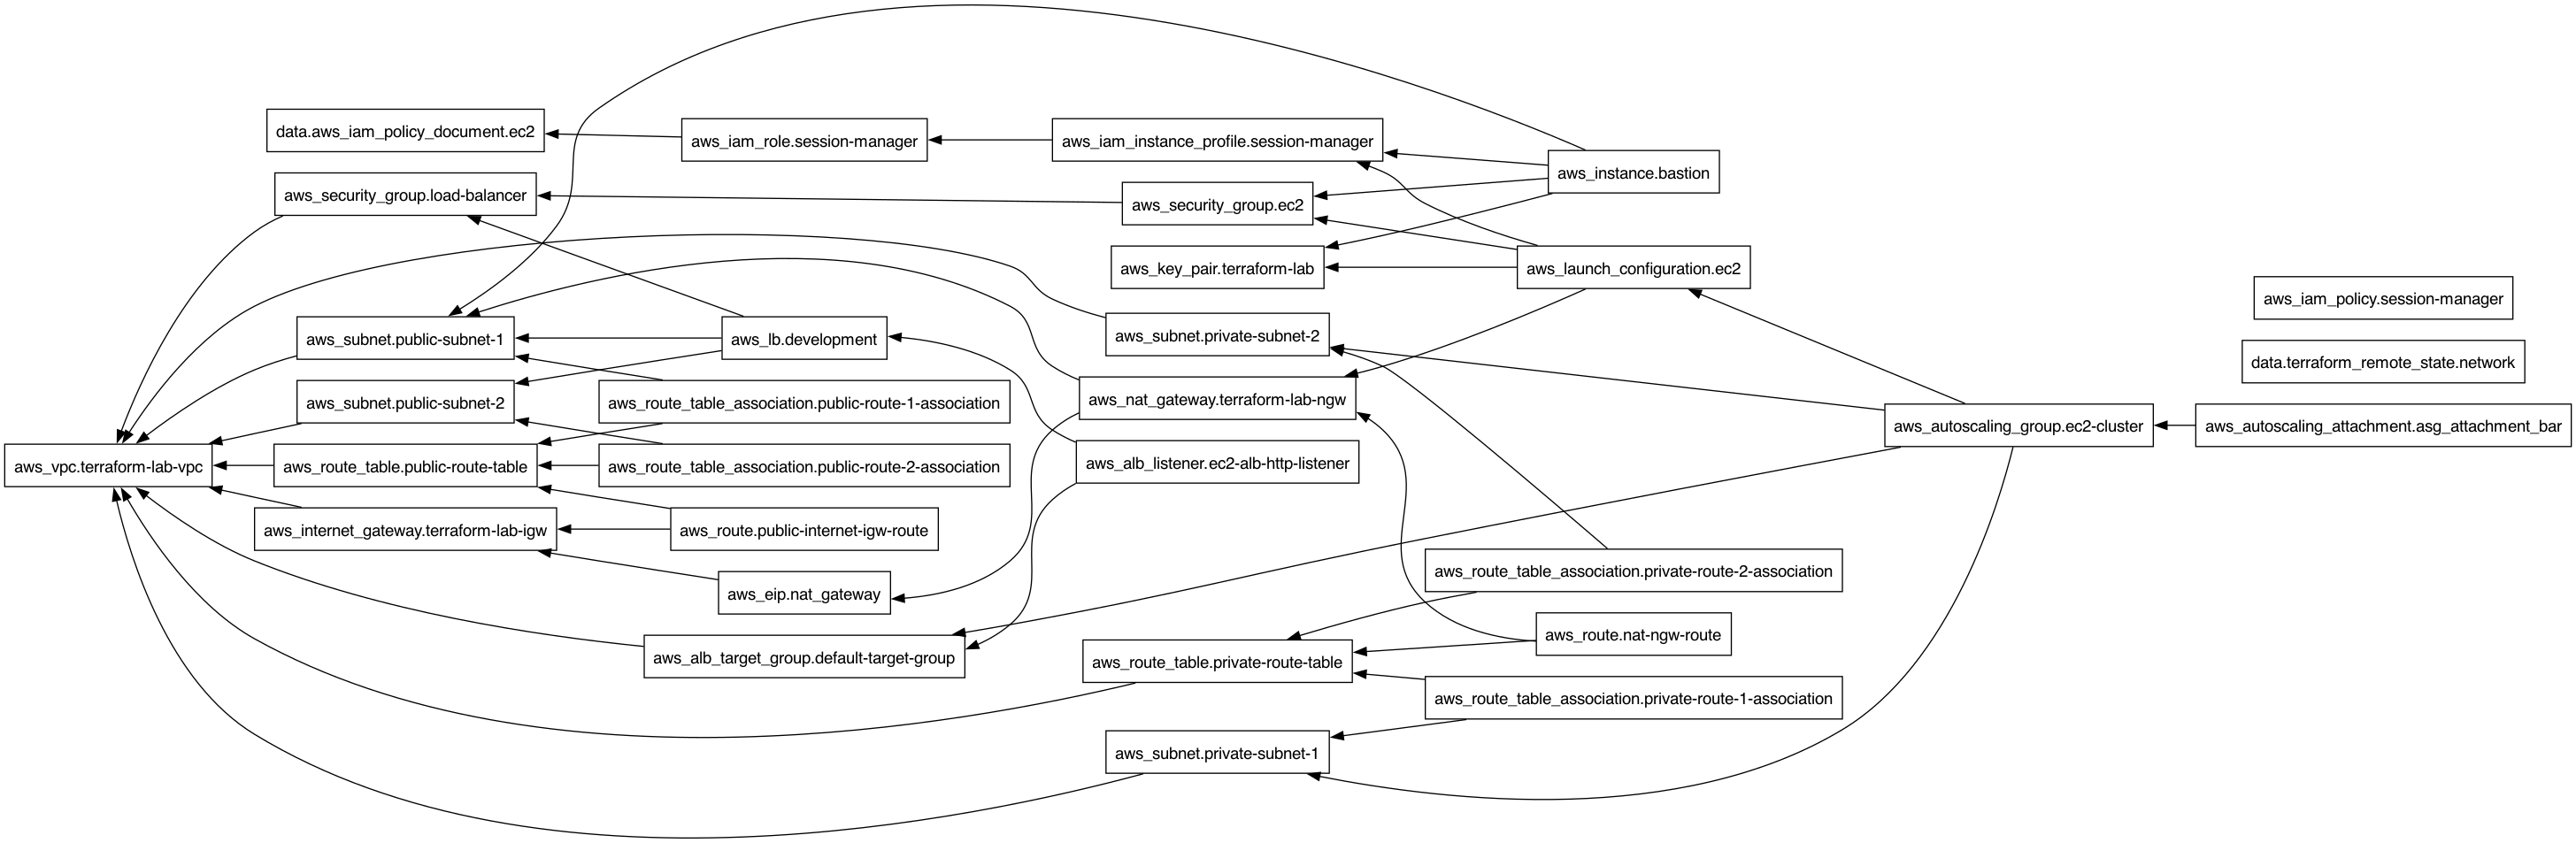 data.aws_iam_policy_document.ec2
aws_iam_role.session-manager
aws_iam_instance_profile.session-manager
aws_instance.bastion
aws_security_group.load-balancer
aws_security_group.ec2
aws_key_pair.terraform-lab
aws_launch_configuration.ec2
aws_iam_policy.session-manager
aws_subnet.public-subnet-1
aws_lb.development
aws_subnet.private-subnet-2
data.terraform_remote_state.network
aws_subnet.public-subnet-2
aws_route_table_association.public-route-1-association
aws_nat_gateway.terraform-lab-ngw
aws_autoscaling_group.ec2-cluster
aws_autoscaling_attachment.asg_attachment_bar
aws_vpc.terraform-lab-vpc
aws_route_table.public-route-table
aws_route_table_association.public-route-2-association
aws_alb_listener.ec2-alb-http-listener
aws_internet_gateway.terraform-lab-igw
aws_route.public-internet-igw-route
aws_route_table_association.private-route-2-association
aws_eip.nat_gateway
aws_route.nat-ngw-route
aws_alb_target_group.default-target-group
aws_route_table.private-route-table
aws_route_table_association.private-route-1-association
aws_subnet.private-subnet-1